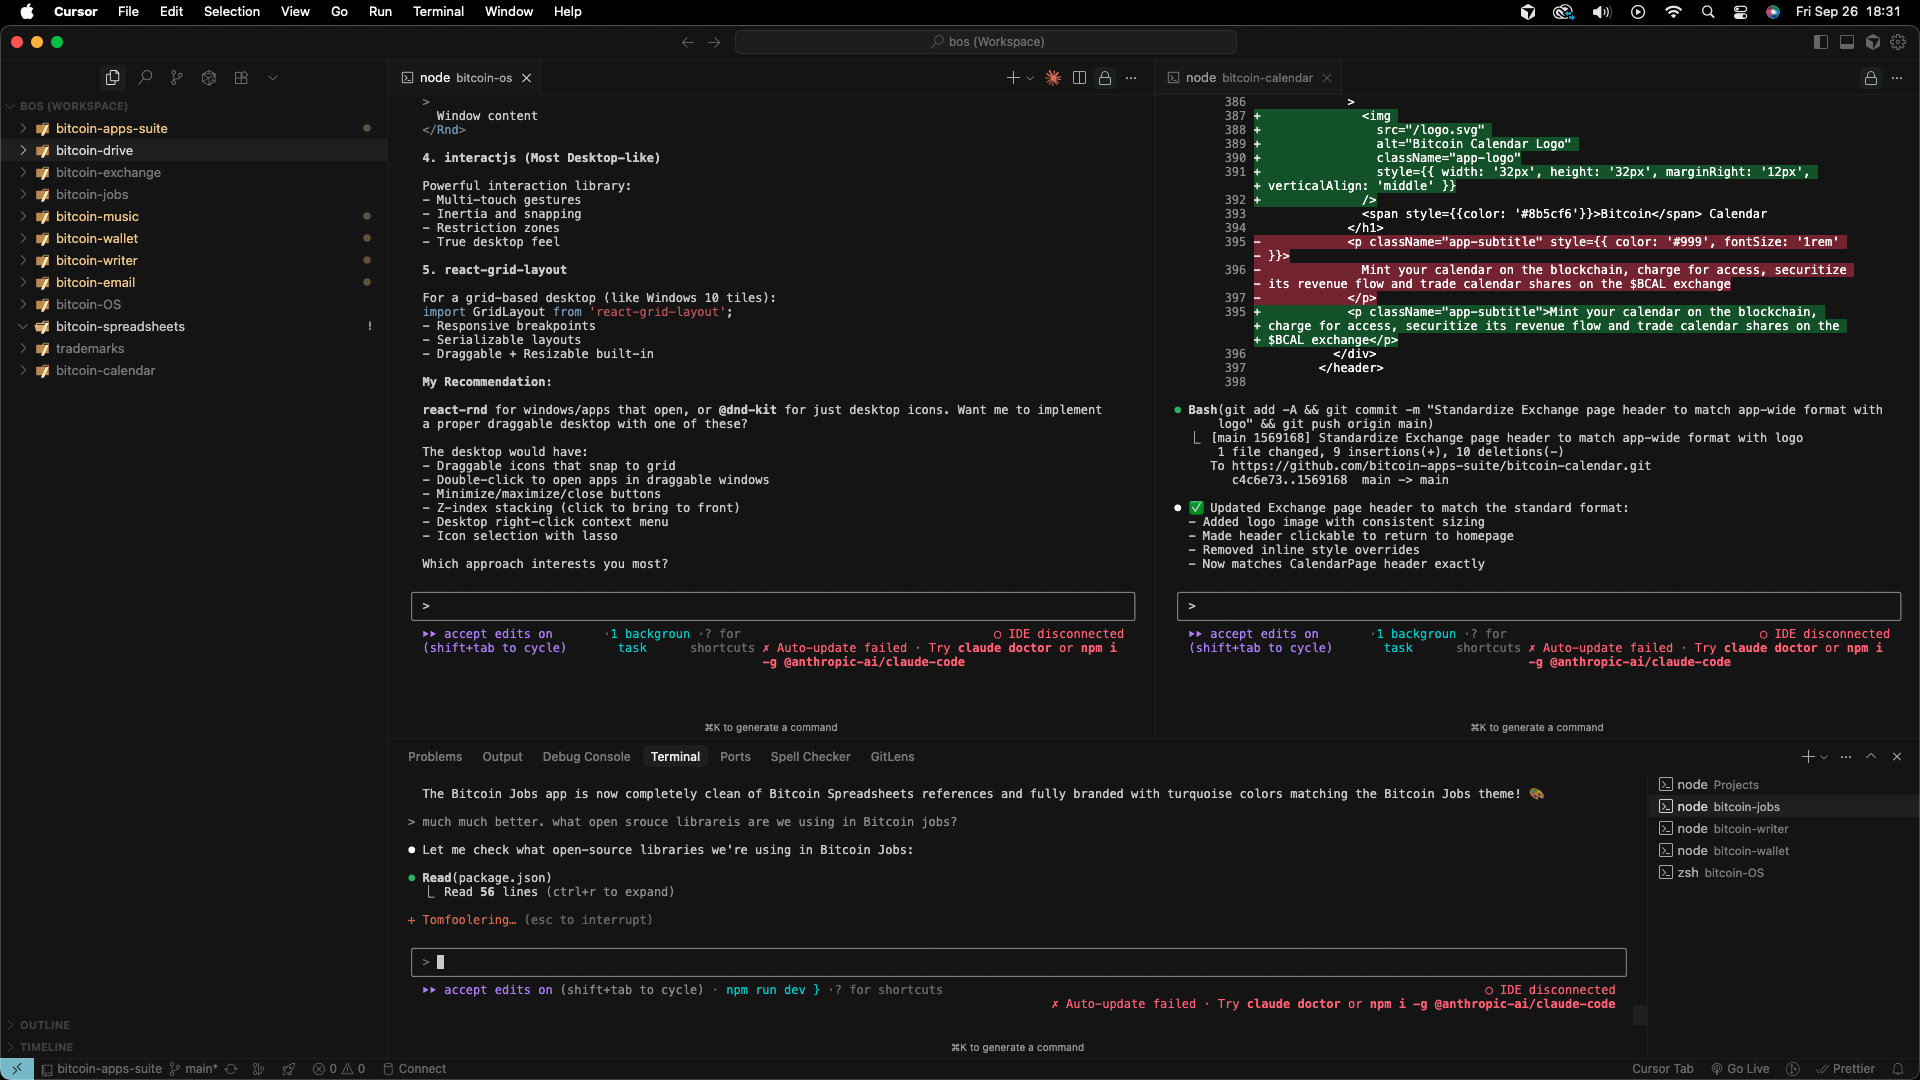 Cursor File Edit Selection View Go Run Terminal Window Help Fri Sep 26 18:31
bos (Workspace)
BOS (WORKSPACE)
bitcoin-apps-suite
bitcoin-drive
bitcoin-exchange
bitcoin-jobs
bitcoin-music
bitcoin-wallet
bitcoin-writer
bitcoin-email
bitcoin-OS
bitcoin-spreadsheets !
trademarks
bitcoin-calendar
OUTLINE
TIMELINE
node bitcoin-os
>
Window content
</Rnd>
4. interactjs (Most Desktop-like)
Powerful interaction library:
- Multi-touch gestures
- Inertia and snapping
- Restriction zones
- True desktop feel
5. react-grid-layout
For a grid-based desktop (like Windows 10 tiles):
import GridLayout from 'react-grid-layout';
- Responsive breakpoints
- Serializable layouts
- Draggable + Resizable built-in
My Recommendation:
react-rnd for windows/apps that open, or @dnd-kit for just desktop icons. Want me to implement
a proper draggable desktop with one of these?
The desktop would have:
- Draggable icons that snap to grid
- Double-click to open apps in draggable windows
- Minimize/maximize/close buttons
- Z-index stacking (click to bring to front)
- Desktop right-click context menu
- Icon selection with lasso
Which approach interests you most?
>
accept edits on ·1 backgroun ·? for ○ IDE disconnected
(shift+tab to cycle) task shortcuts ✗ Auto-update failed · Try claude doctor or npm i
-g @anthropic-ai/claude-code
⌘K to generate a command
node bitcoin-calendar
386 >
387 + <img
388 + src="/logo.svg"
389 + alt="Bitcoin Calendar Logo"
390 + className="app-logo"
391 + style={{ width: '32px', height: '32px', marginRight: '12px',
+ verticalAlign: 'middle' }}
392 + />
393 <span style={{color: '#8b5cf6'}}>Bitcoin</span> Calendar
394 </h1>
395 - <p className="app-subtitle" style={{ color: '#999', fontSize: '1rem'
- }}>
396 - Mint your calendar on the blockchain, charge for access, securitize
- its revenue flow and trade calendar shares on the $BCAL exchange
397 - </p>
395 + <p className="app-subtitle">Mint your calendar on the blockchain,
+ charge for access, securitize its revenue flow and trade calendar shares on the
+ $BCAL exchange</p>
396 </div>
397 </header>
398
Bash(git add -A && git commit -m "Standardize Exchange page header to match app-wide format with
logo" && git push origin main)
[main 1569168] Standardize Exchange page header to match app-wide format with logo
1 file changed, 9 insertions(+), 10 deletions(-)
To https://github.com/bitcoin-apps-suite/bitcoin-calendar.git
c4c6e73..1569168 main -> main
✅ Updated Exchange page header to match the standard format:
- Added logo image with consistent sizing
- Made header clickable to return to homepage
- Removed inline style overrides
- Now matches CalendarPage header exactly
>
accept edits on ·1 backgroun ·? for ○ IDE disconnected
(shift+tab to cycle) task shortcuts ✗ Auto-update failed · Try claude doctor or npm i
-g @anthropic-ai/claude-code
⌘K to generate a command
Problems Output Debug Console Terminal Ports Spell Checker GitLens
The Bitcoin Jobs app is now completely clean of Bitcoin Spreadsheets references and fully branded with turquoise colors matching the Bitcoin Jobs theme! 🎨
> much much better. what open srouce librareis are we using in Bitcoin jobs?
Let me check what open-source libraries we're using in Bitcoin Jobs:
Read(package.json)
Read 56 lines (ctrl+r to expand)
Tomfoolering… (esc to interrupt)
>
accept edits on (shift+tab to cycle) · npm run dev } ·? for shortcuts ○ IDE disconnected
✗ Auto-update failed · Try claude doctor or npm i -g @anthropic-ai/claude-code
⌘K to generate a command
node Projects
node bitcoin-jobs
node bitcoin-writer
node bitcoin-wallet
zsh bitcoin-OS
bitcoin-apps-suite main* 0 0 Connect Cursor Tab Go Live Prettier